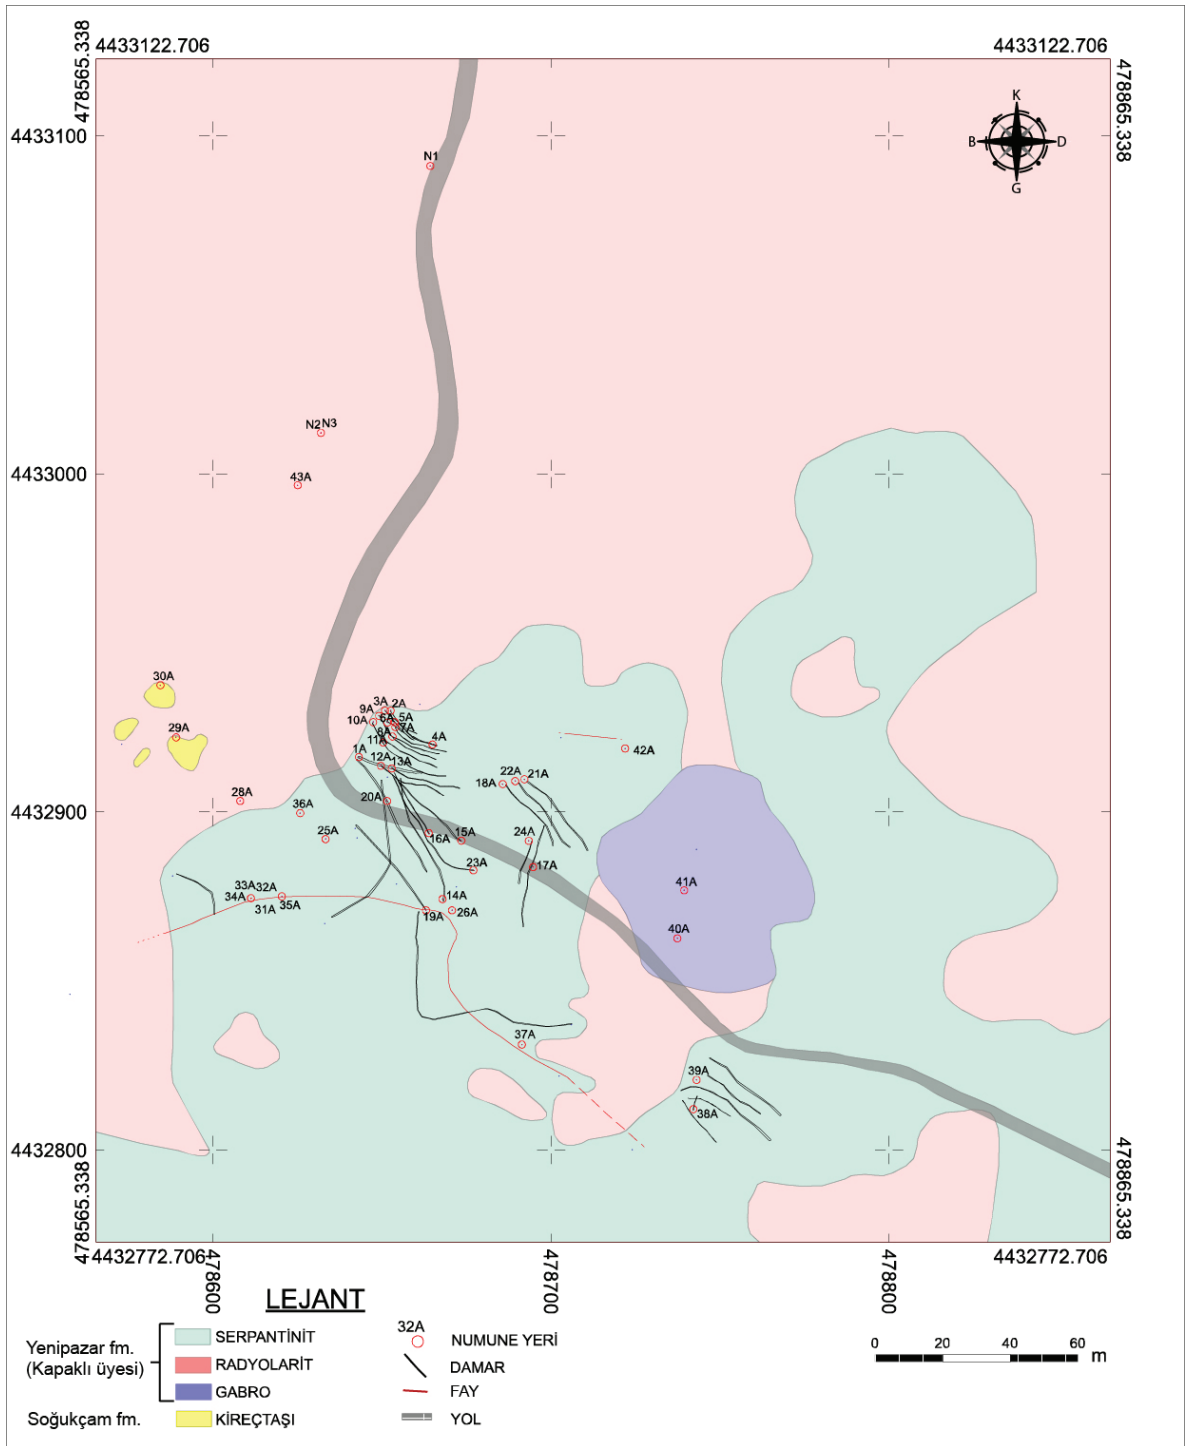 4433122.706
4433122.706
478565.338
478865.338
4433100
K
B
D
G
N1
N2 N3
43A
4433000
30A
29A
28A
36A
25A
3A
2A
9A
6A
5A
10A
7A
8A
11A
4A
1A
12A
13A
42A
22A
21A
18A
4432900
20A
16A
15A
24A
17A
23A
41A
33A
32A
34A
31A
35A
14A
19A
26A
40A
37A
39A
38A
4432800
478565.338
478865.338
4432772.706
4432772.706
478600
478700
478800
LEJANT
Yenipazar fm.
(Kapaklı üyesi)
SERPANTİNİT
RADYOLARİT
GABRO
Soğukçam fm.
KİREÇTAŞI
32A
NUMUNE YERİ
DAMAR
FAY
YOL
0 20 40 60 m